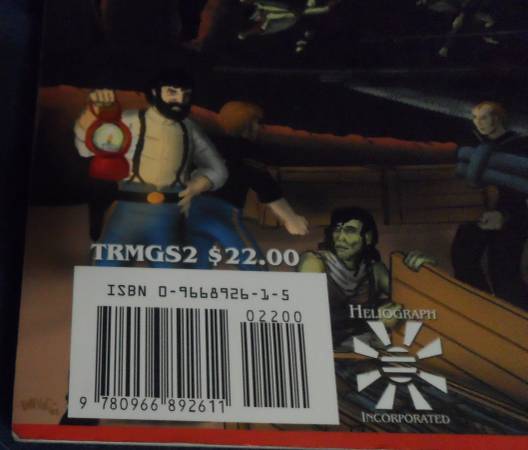 TRMGS2 $22.00
ISBN 0-9668926-1-5
02200
9 780966 892611
HELIOGRAPH
INCORPORATED